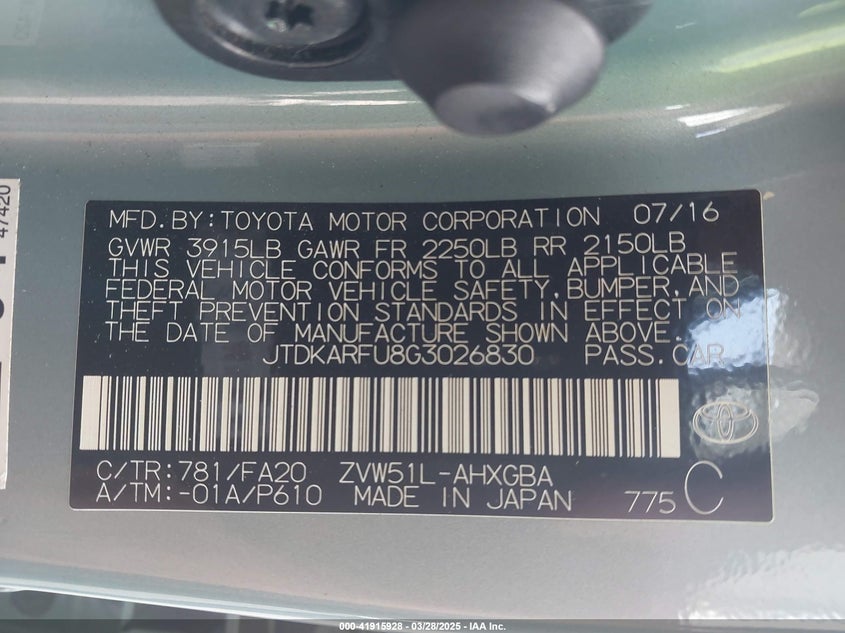 47420
MFD.BY:TOYOTA MOTOR CORPORATION 07/16
GVWR 3915LB GAWR FR 2250LB RR 2150LB
THIS VEHICLE CONFORMS TO ALL APPLICABLE
FEDERAL MOTOR VEHICLE SAFETY,BUMPER,AND
THEFT PREVENTION STANDARDS IN EFFECT ON
THE DATE OF MANUFACTURE SHOWN ABOVE.
JTDKARFU8G3026830 PASS.CAR
C/TR:781/FA20 ZVW51L-AHXGBA
A/TM:-01A/P610 MADE IN JAPAN 775 C
000-41915928 - 03/28/2025 - IAA Inc.